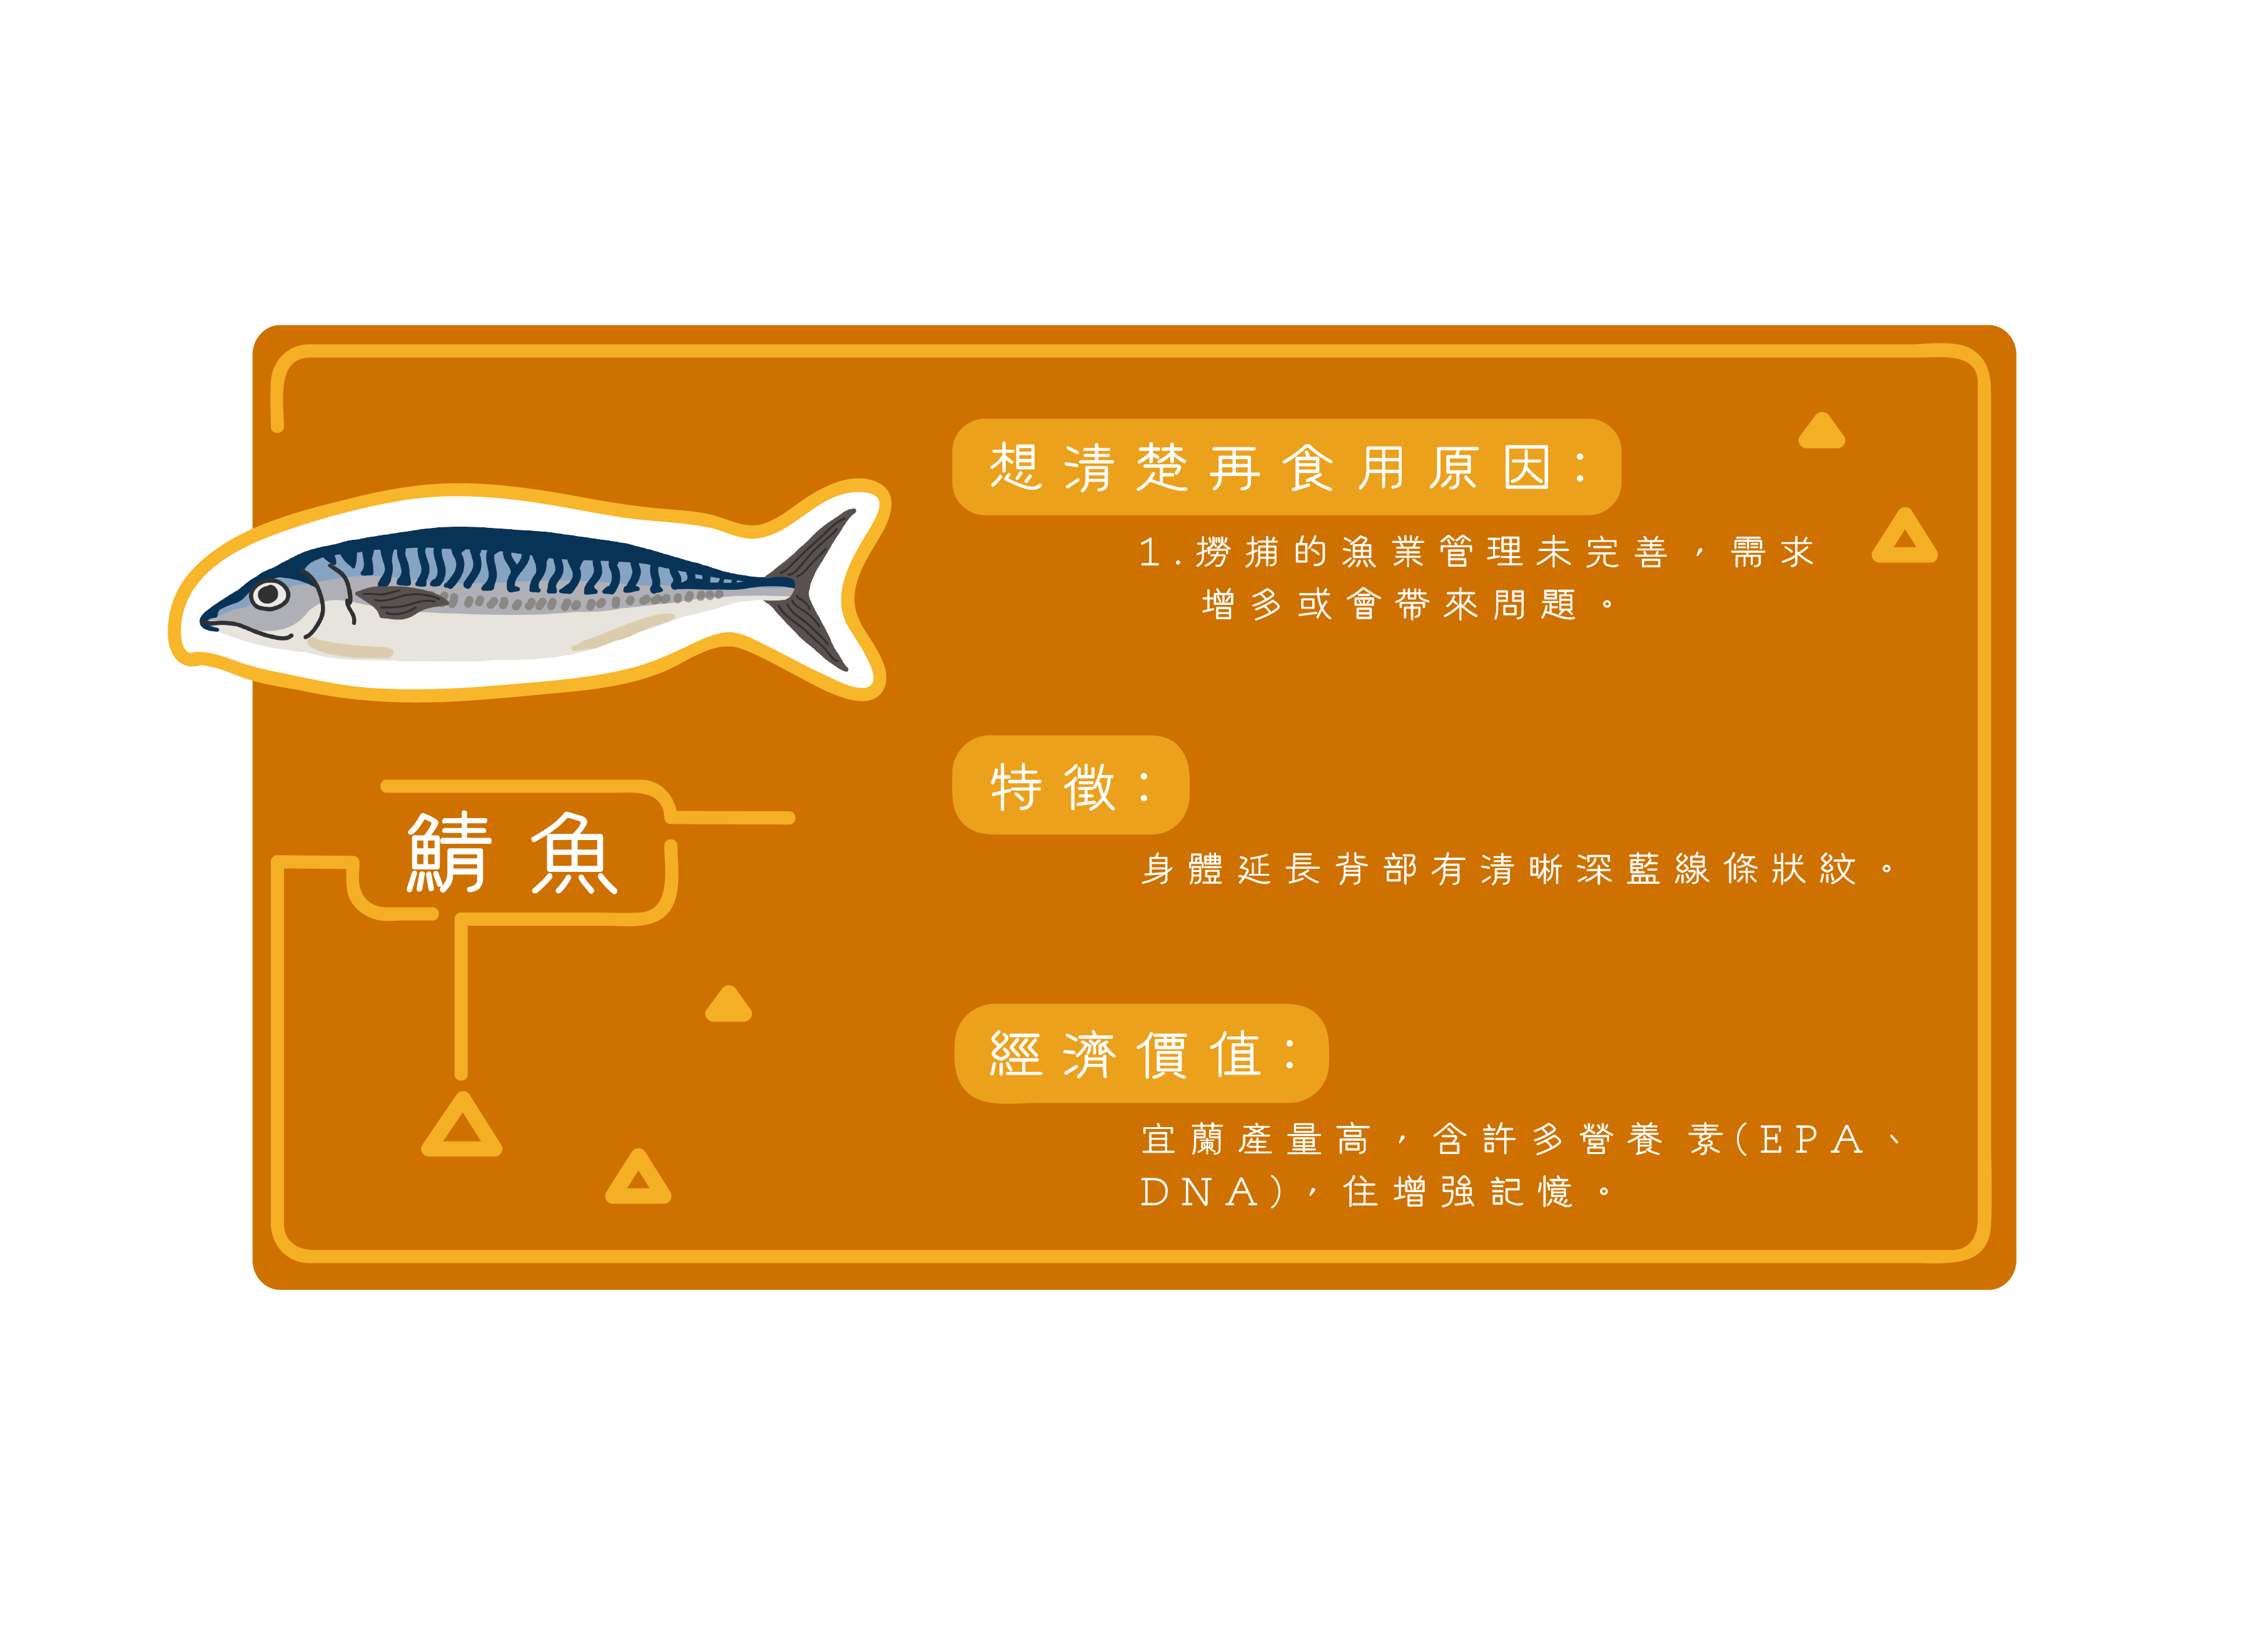 鯖魚
想清楚再食用原因：
1.撈捕的漁業管理未完善，需求
增多或會帶來問題。
特徵：
身體延長背部有清晰深藍線條狀紋。
經濟價值：
宜蘭產量高，含許多營養 素(EPA、
DNA)，住增強記憶。